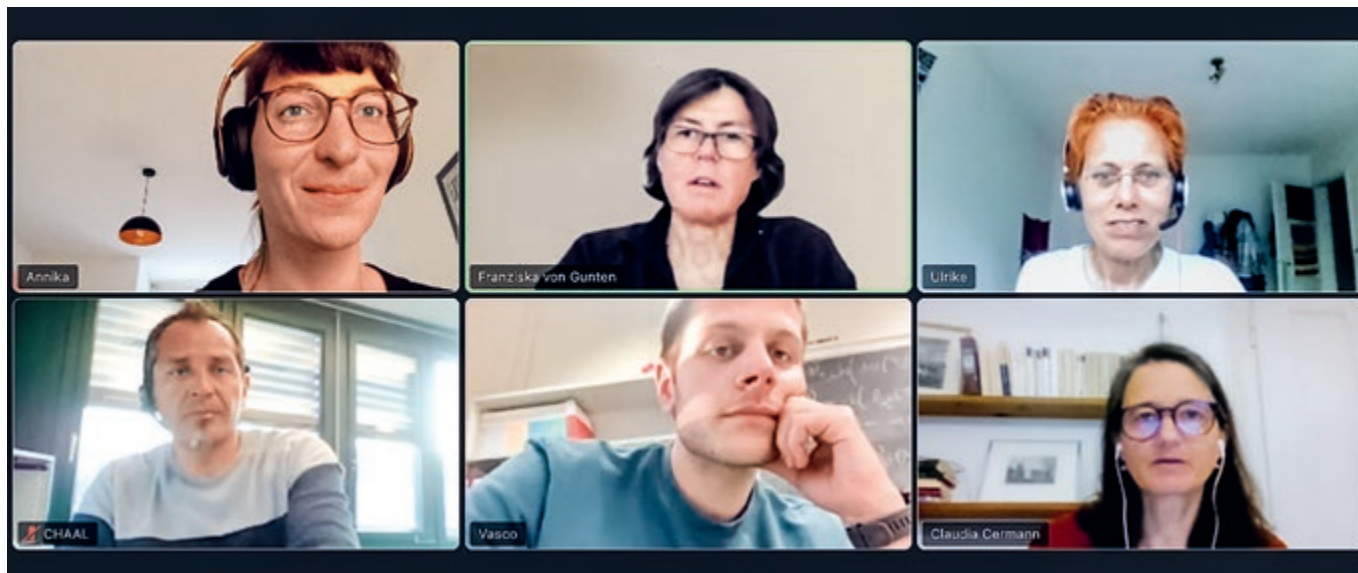 Annika
Franziska von Gunten
Ulrike
CHAAL
Vasco
Claudia Cermann